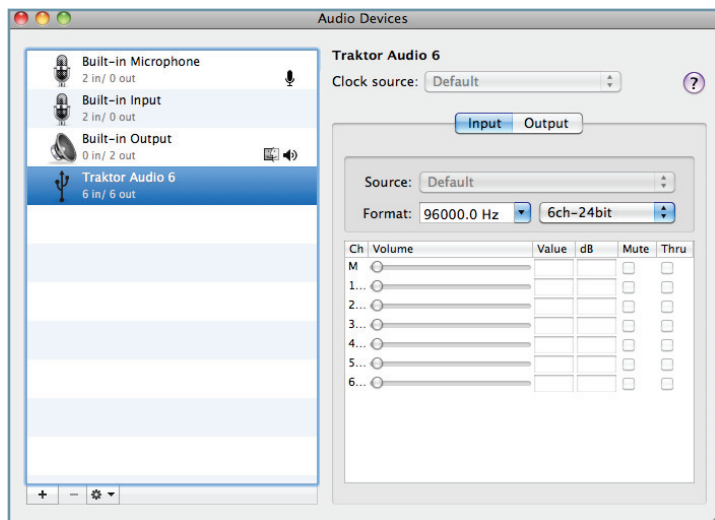 Audio Devices
Built-in Microphone
2 in/ 0 out
Built-in Input
2 in/ 0 out
Built-in Output
0 in/ 2 out
Traktor Audio 6
6 in/ 6 out
Traktor Audio 6
Clock source: Default
?
Input Output
Source: Default
Format: 96000.0 Hz 6ch-24bit
Ch Volume Value dB Mute Thru
M
1...
2...
3...
4...
5...
6...